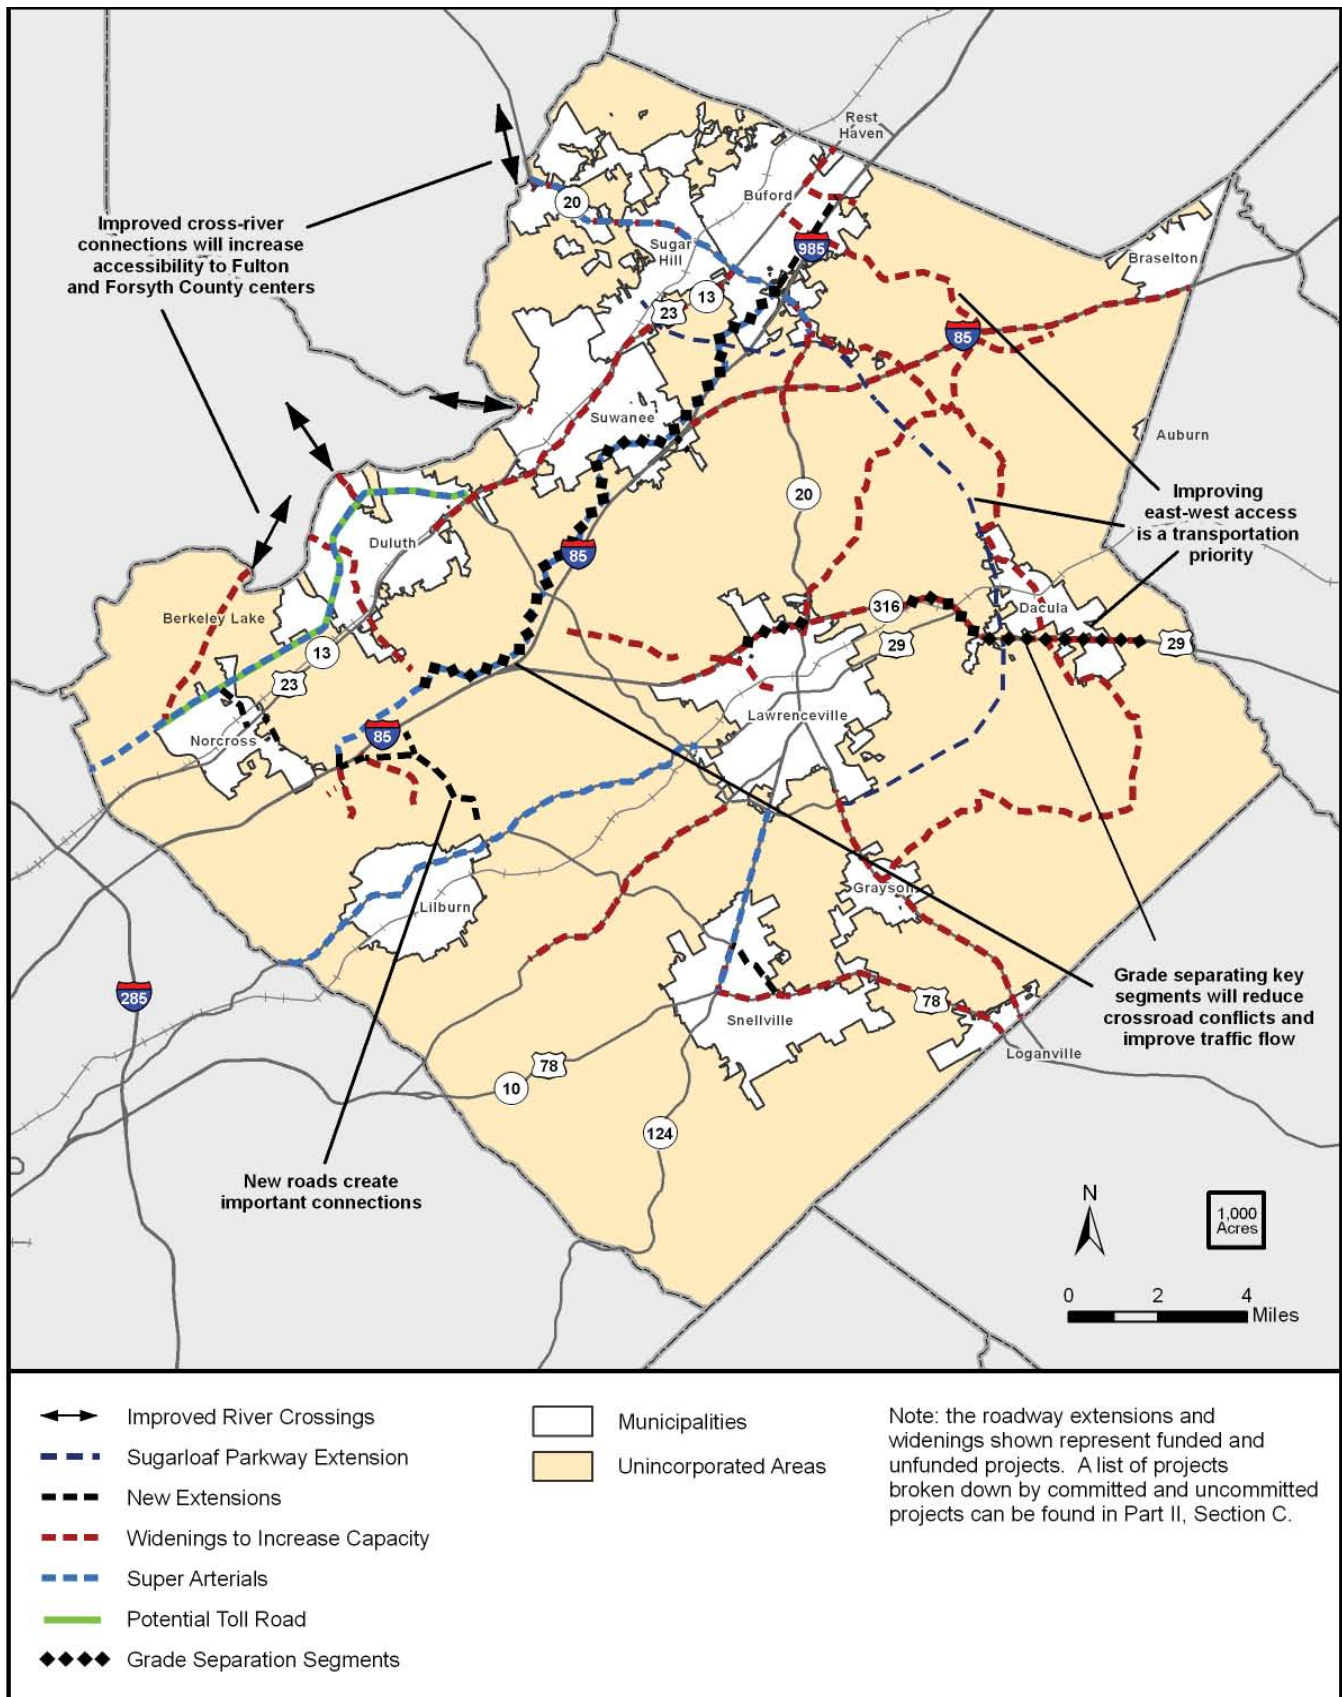 Rest
Haven
Buford
20
Improved cross-river
connections will increase
accessibility to Fulton
and Forsyth County centers
Sugar
Hill
985
Braselton
13
23
85
Suwanee
Auburn
20
Improving
east-west access
is a transportation
priority
Duluth
85
316
Dacula
Berkeley Lake
13
29
29
23
Lawrenceville
85
Norcross
Grayson
Lilburn
285
78
Grade separating key
segments will reduce
crossroad conflicts and
improve traffic flow
Snellville
Loganville
78
10
124
New roads create
important connections
N
1,000
Acres
0 2 4
Miles
Improved River Crossings
Sugarloaf Parkway Extension
New Extensions
Widenings to Increase Capacity
Super Arterials
Potential Toll Road
Grade Separation Segments
Municipalities
Unincorporated Areas
Note: the roadway extensions and
widenings shown represent funded and
unfunded projects. A list of projects
broken down by committed and uncommitted
projects can be found in Part II, Section C.